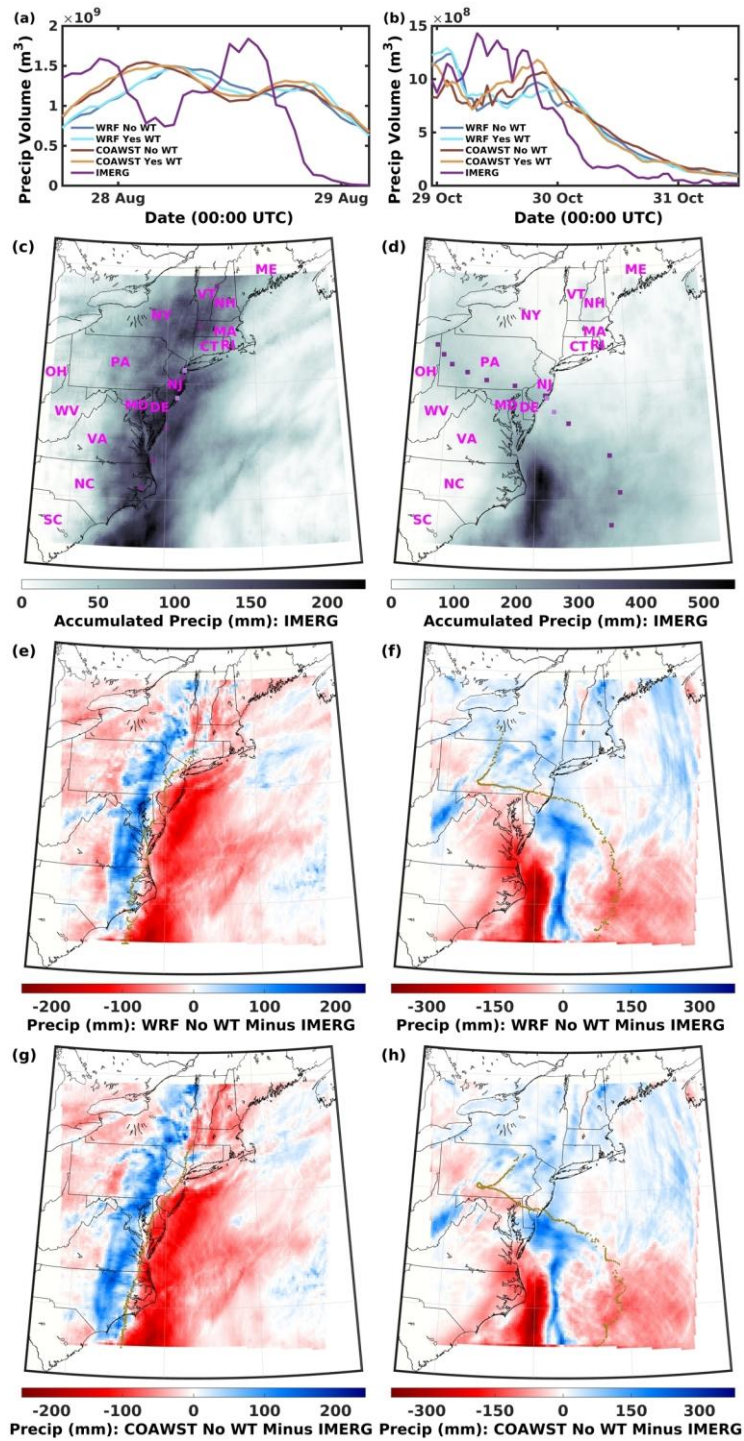 (a)
×10⁹
Precip Volume (m³)
2
1.5
1
0.5
0
WRF No WT
WRF Yes WT
COAWST No WT
COAWST Yes WT
IMERG
28 Aug
29 Aug
Date (00:00 UTC)
(b)
×10⁸
Precip Volume (m³)
15
10
5
0
WRF No WT
WRF Yes WT
COAWST No WT
COAWST Yes WT
IMERG
29 Oct
30 Oct
31 Oct
Date (00:00 UTC)
(c)
ME
VT
NH
NY
MA
CT
RI
PA
OH
NJ
MD
DE
WV
VA
NC
SC
0 50 100 150 200
Accumulated Precip (mm): IMERG
(d)
ME
VT
NH
NY
MA
CT
RI
PA
OH
NJ
MD
DE
WV
VA
NC
SC
0 100 200 300 400 500
Accumulated Precip (mm): IMERG
(e)
-200 -100 0 100 200
Precip (mm): WRF No WT Minus IMERG
(f)
-300 -150 0 150 300
Precip (mm): WRF No WT Minus IMERG
(g)
-200 -100 0 100 200
Precip (mm): COAWST No WT Minus IMERG
(h)
-300 -150 0 150 300
Precip (mm): COAWST No WT Minus IMERG